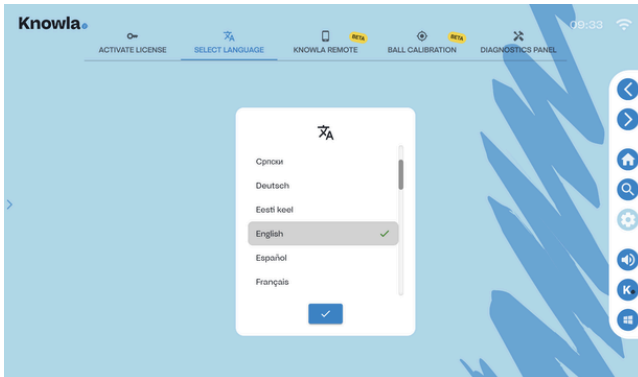 Knowla
09:33
ACTIVATE LICENSE
SELECT LANGUAGE
KNOWLA REMOTE
BETA
BALL CALIBRATION
BETA
DIAGNOSTICS PANEL
Српски
Deutsch
Eesti keel
English
Español
Français
K